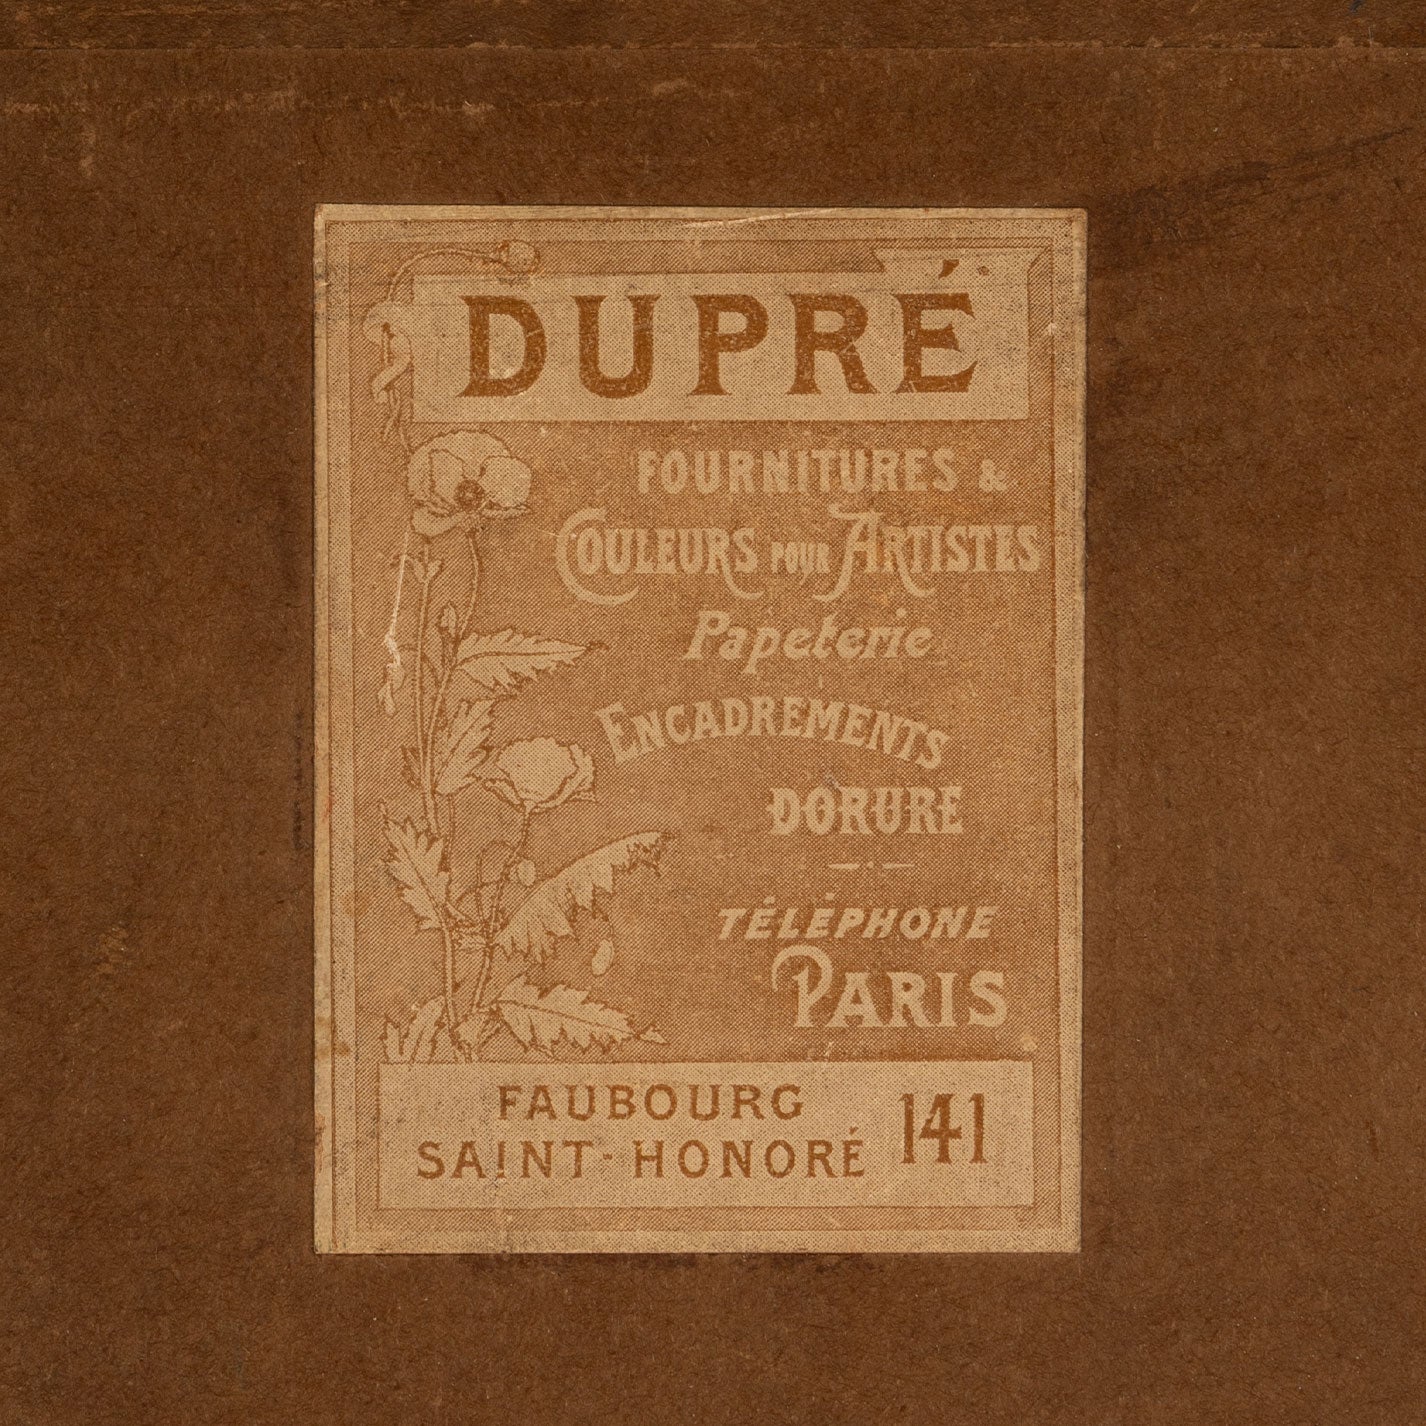 DUPRÉ
FOURNITURES &
COULEURS POUR ARTISTES
Papeterie
ENCADREMENTS
DORURE
TÉLÉPHONE
PARIS
FAUBOURG
SAINT-HONORÉ 141